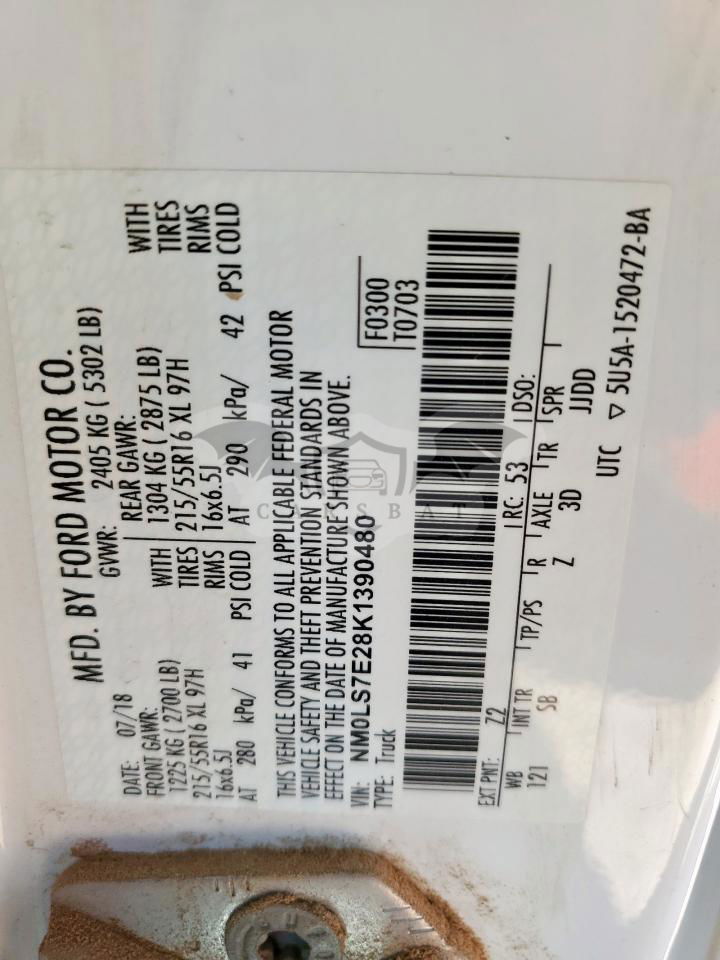 MFD. BY FORD MOTOR CO.
DATE: 07/18 GVWR: 2405 KG ( 5302 LB)
FRONT GAWR: REAR GAWR:
1225 KG ( 2700 LB) WITH 1304 KG ( 2875 LB) WITH
215/55R16 XL 97H TIRES 215/55R16 XL 97H TIRES
16x6.5J RIMS 16x6.5J RIMS
AT 280 kPa/ 41 PSI COLD AT 290 kPa/ 42 PSI COLD
THIS VEHICLE CONFORMS TO ALL APPLICABLE FEDERAL MOTOR
VEHICLE SAFETY AND THEFT PREVENTION STANDARDS IN
EFFECT ON THE DATE OF MANUFACTURE SHOWN ABOVE.
VIN: NM0LS7E28K1390480
TYPE: Truck
F0300
T0703
EXT PNT: Z2 RC: 53 DSO:
WB INT TR TP/PS R AXLE TR SPR
121 SB Z 3D JJDD
UTC ▽ 5U5A-1520472-BA
CARSBAT